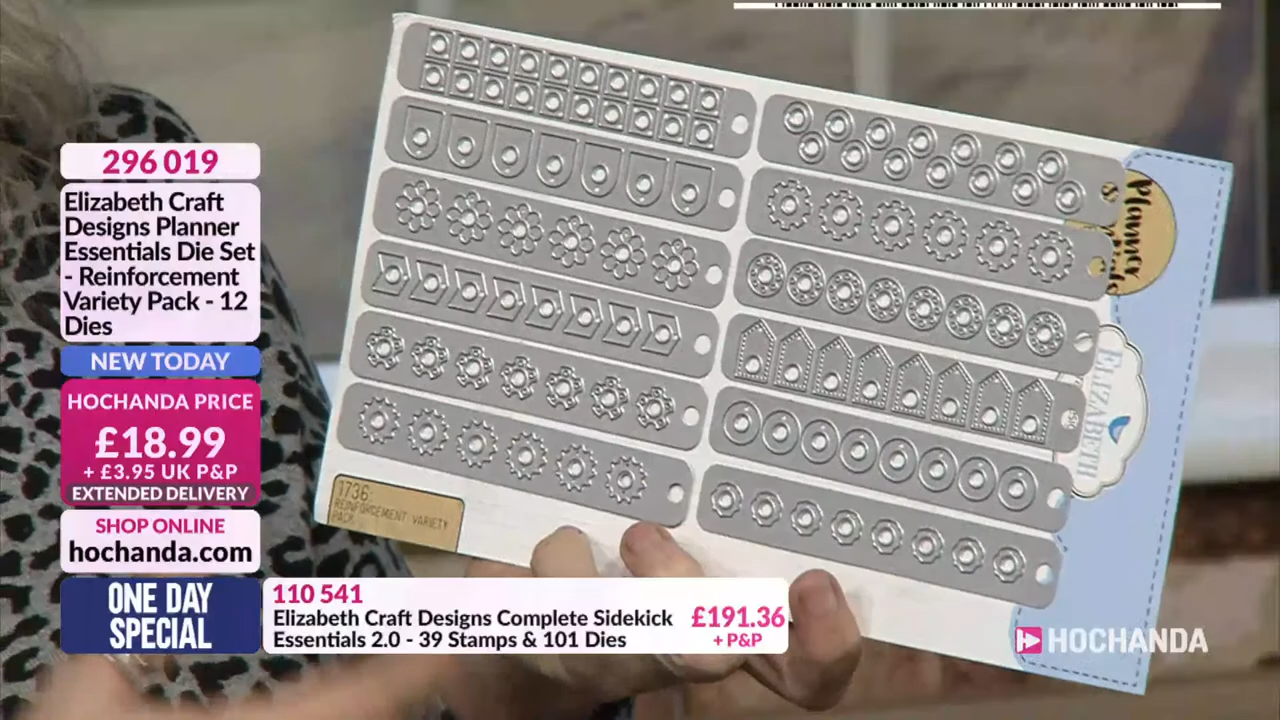 296 019
Elizabeth Craft
Designs Planner
Essentials Die Set
- Reinforcement
Variety Pack - 12
Dies
NEW TODAY
HOCHANDA PRICE
£18.99
+ £3.95 UK P&P
EXTENDED DELIVERY
SHOP ONLINE
hochanda.com
ONE DAY
SPECIAL
110 541
Elizabeth Craft Designs Complete Sidekick
Essentials 2.0 - 39 Stamps & 101 Dies
£191.36
+ P&P
1736
REINFORCEMENT VARIETY
PACK
Planner
ELIZABETH
HOCHANDA